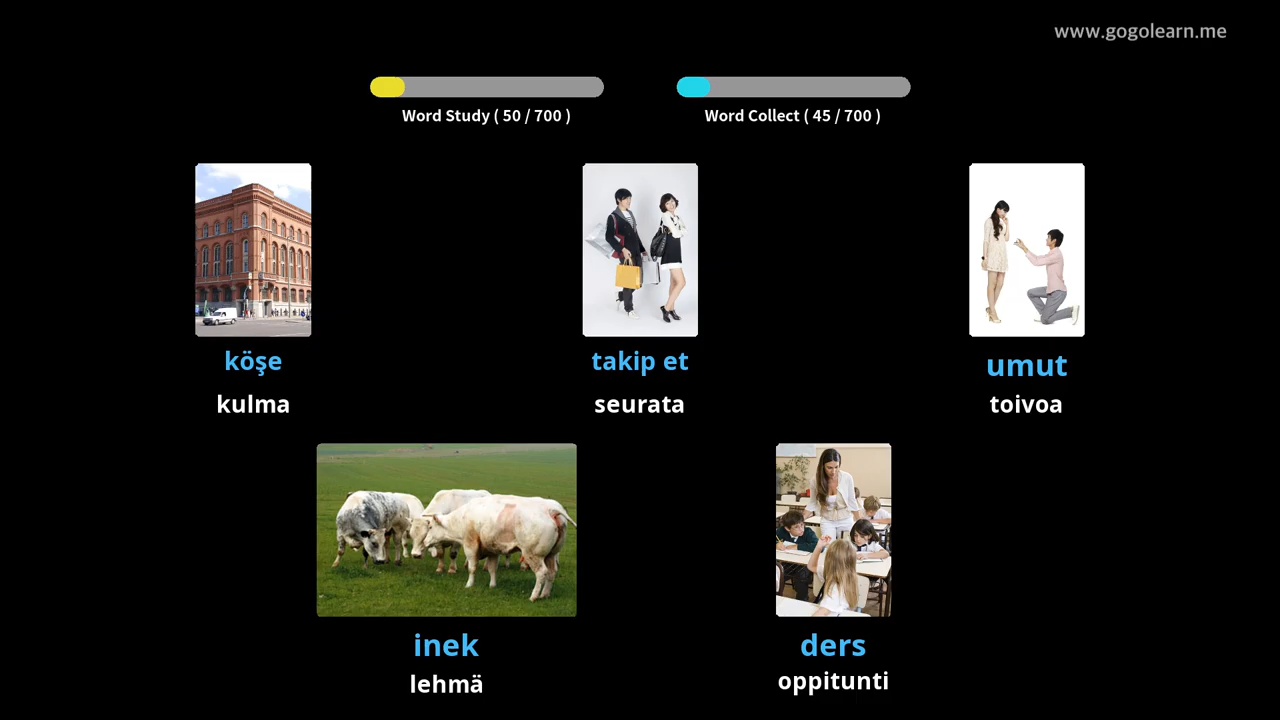 www.gogolearn.me
Word Study ( 50 / 700 )
Word Collect ( 45 / 700 )
köşe
kulma
takip et
seurata
umut
toivoa
inek
lehmä
ders
oppitunti